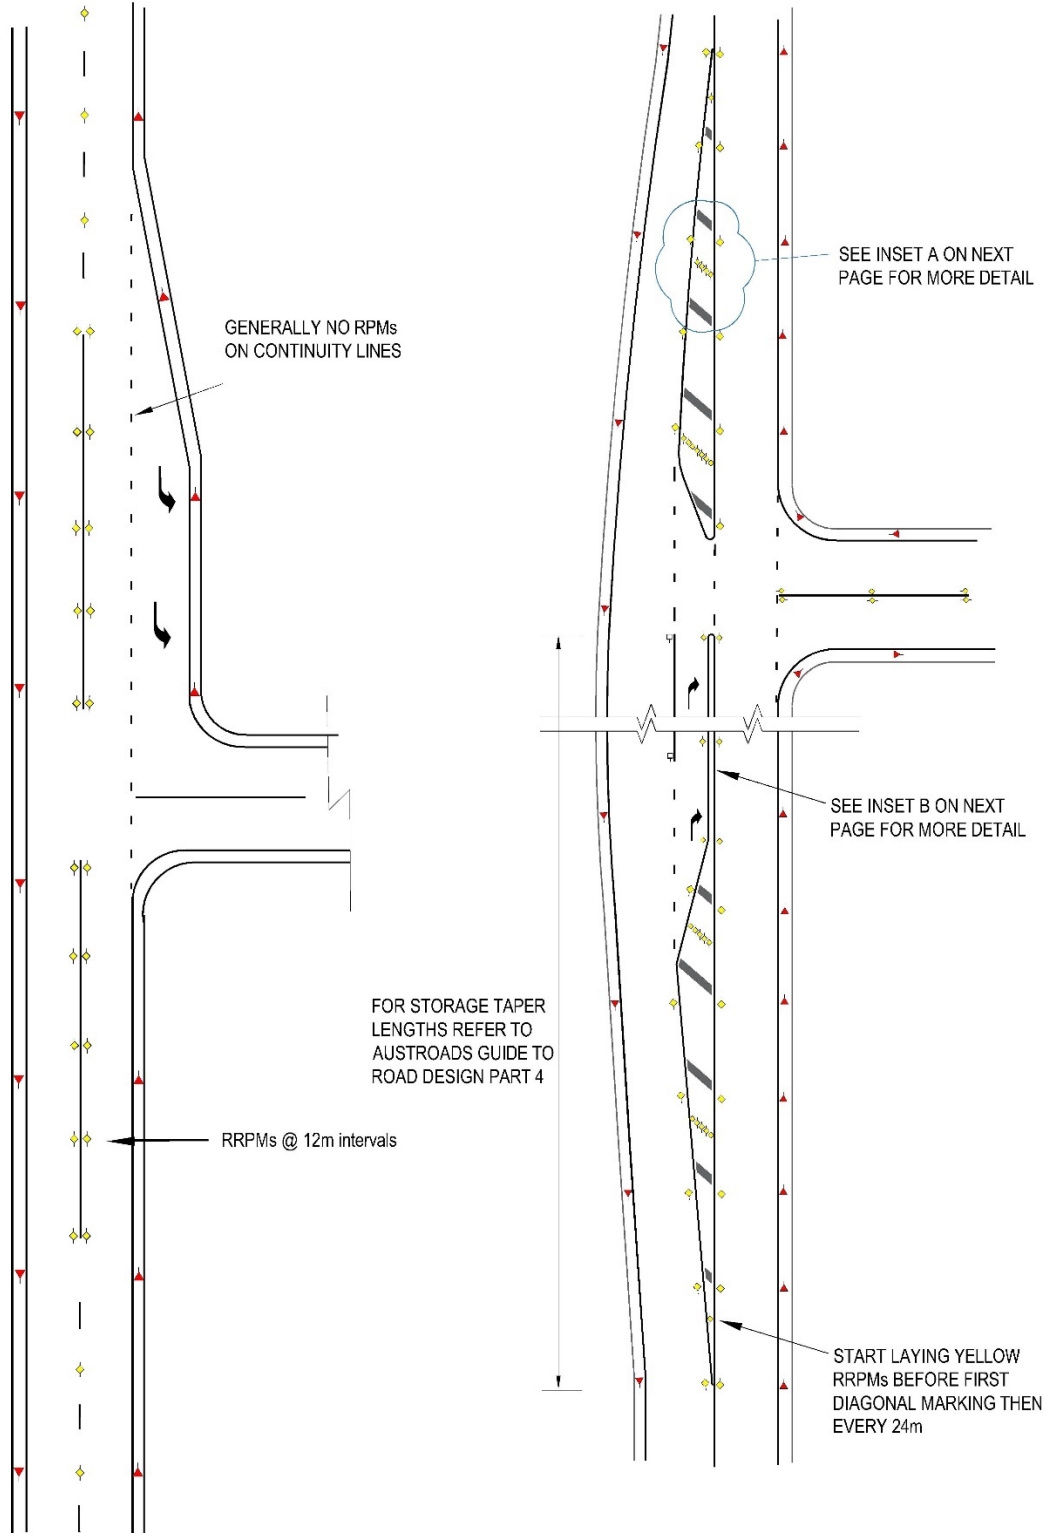 GENERALLY NO RPMs
ON CONTINUITY LINES
SEE INSET A ON NEXT
PAGE FOR MORE DETAIL
SEE INSET B ON NEXT
PAGE FOR MORE DETAIL
FOR STORAGE TAPER
LENGTHS REFER TO
AUSTROADS GUIDE TO
ROAD DESIGN PART 4
RRPMs @ 12m intervals
START LAYING YELLOW
RRPMs BEFORE FIRST
DIAGONAL MARKING THEN
EVERY 24m